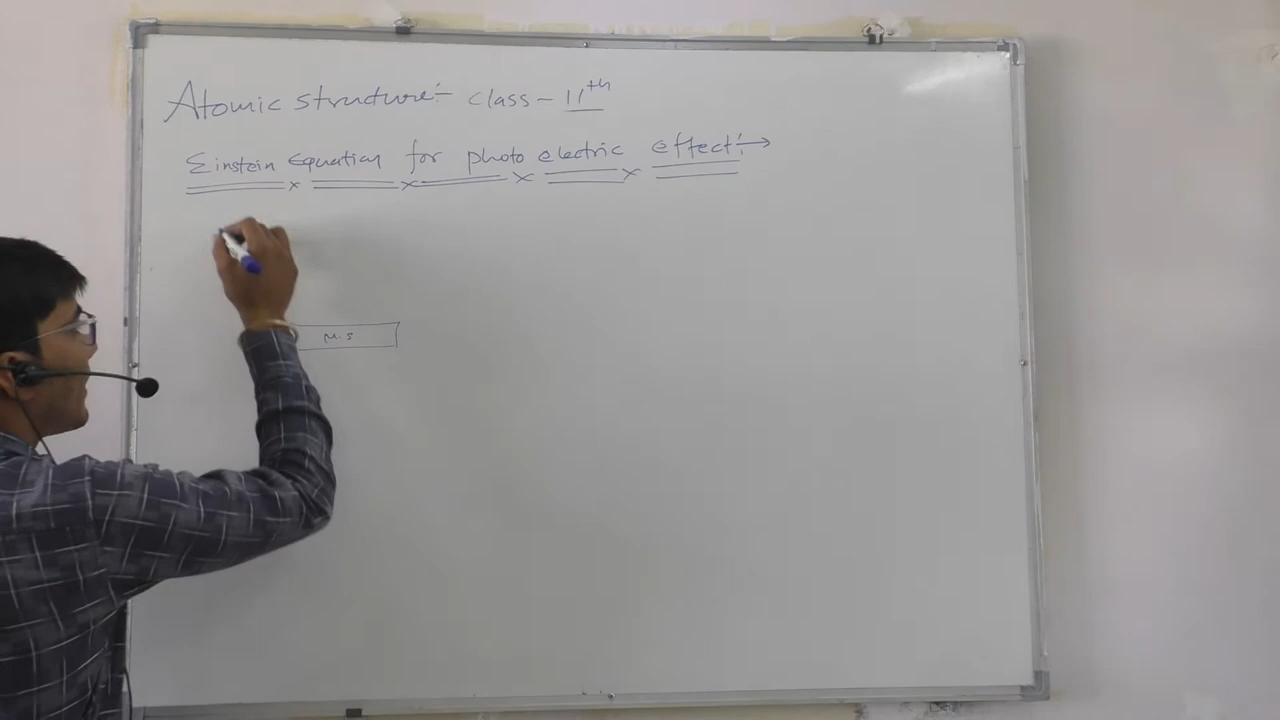 Atomic structure:- class - 11th
Einstein Equation for photo electric effect:→
M.S